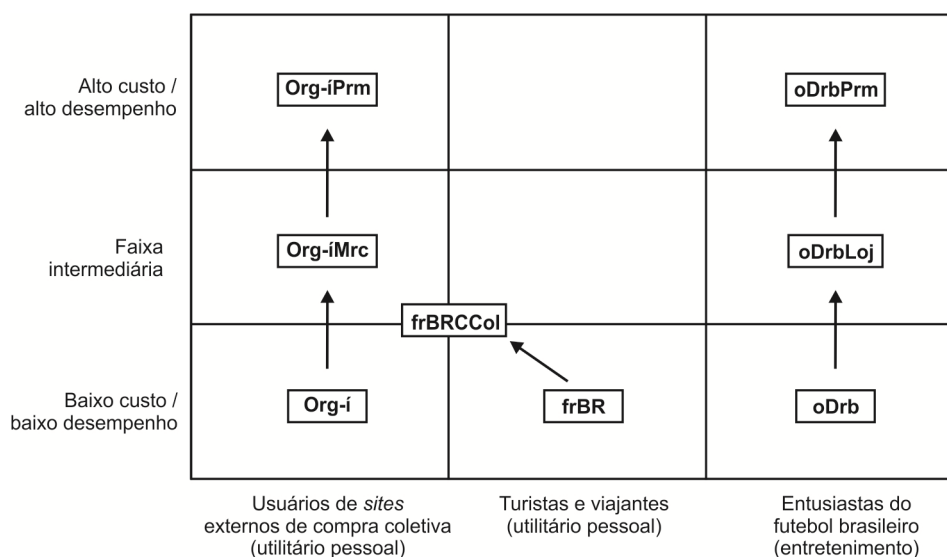 Alto custo /
alto desempenho
Org-íPrm
oDrbPrm
Faixa
intermediária
Org-íMrc
oDrbLoj
frBRCCol
Baixo custo /
baixo desempenho
Org-í
frBR
oDrb
Usuários de sites
externos de compra coletiva
(utilitário pessoal)
Turistas e viajantes
(utilitário pessoal)
Entusiastas do
futebol brasileiro
(entretenimento)